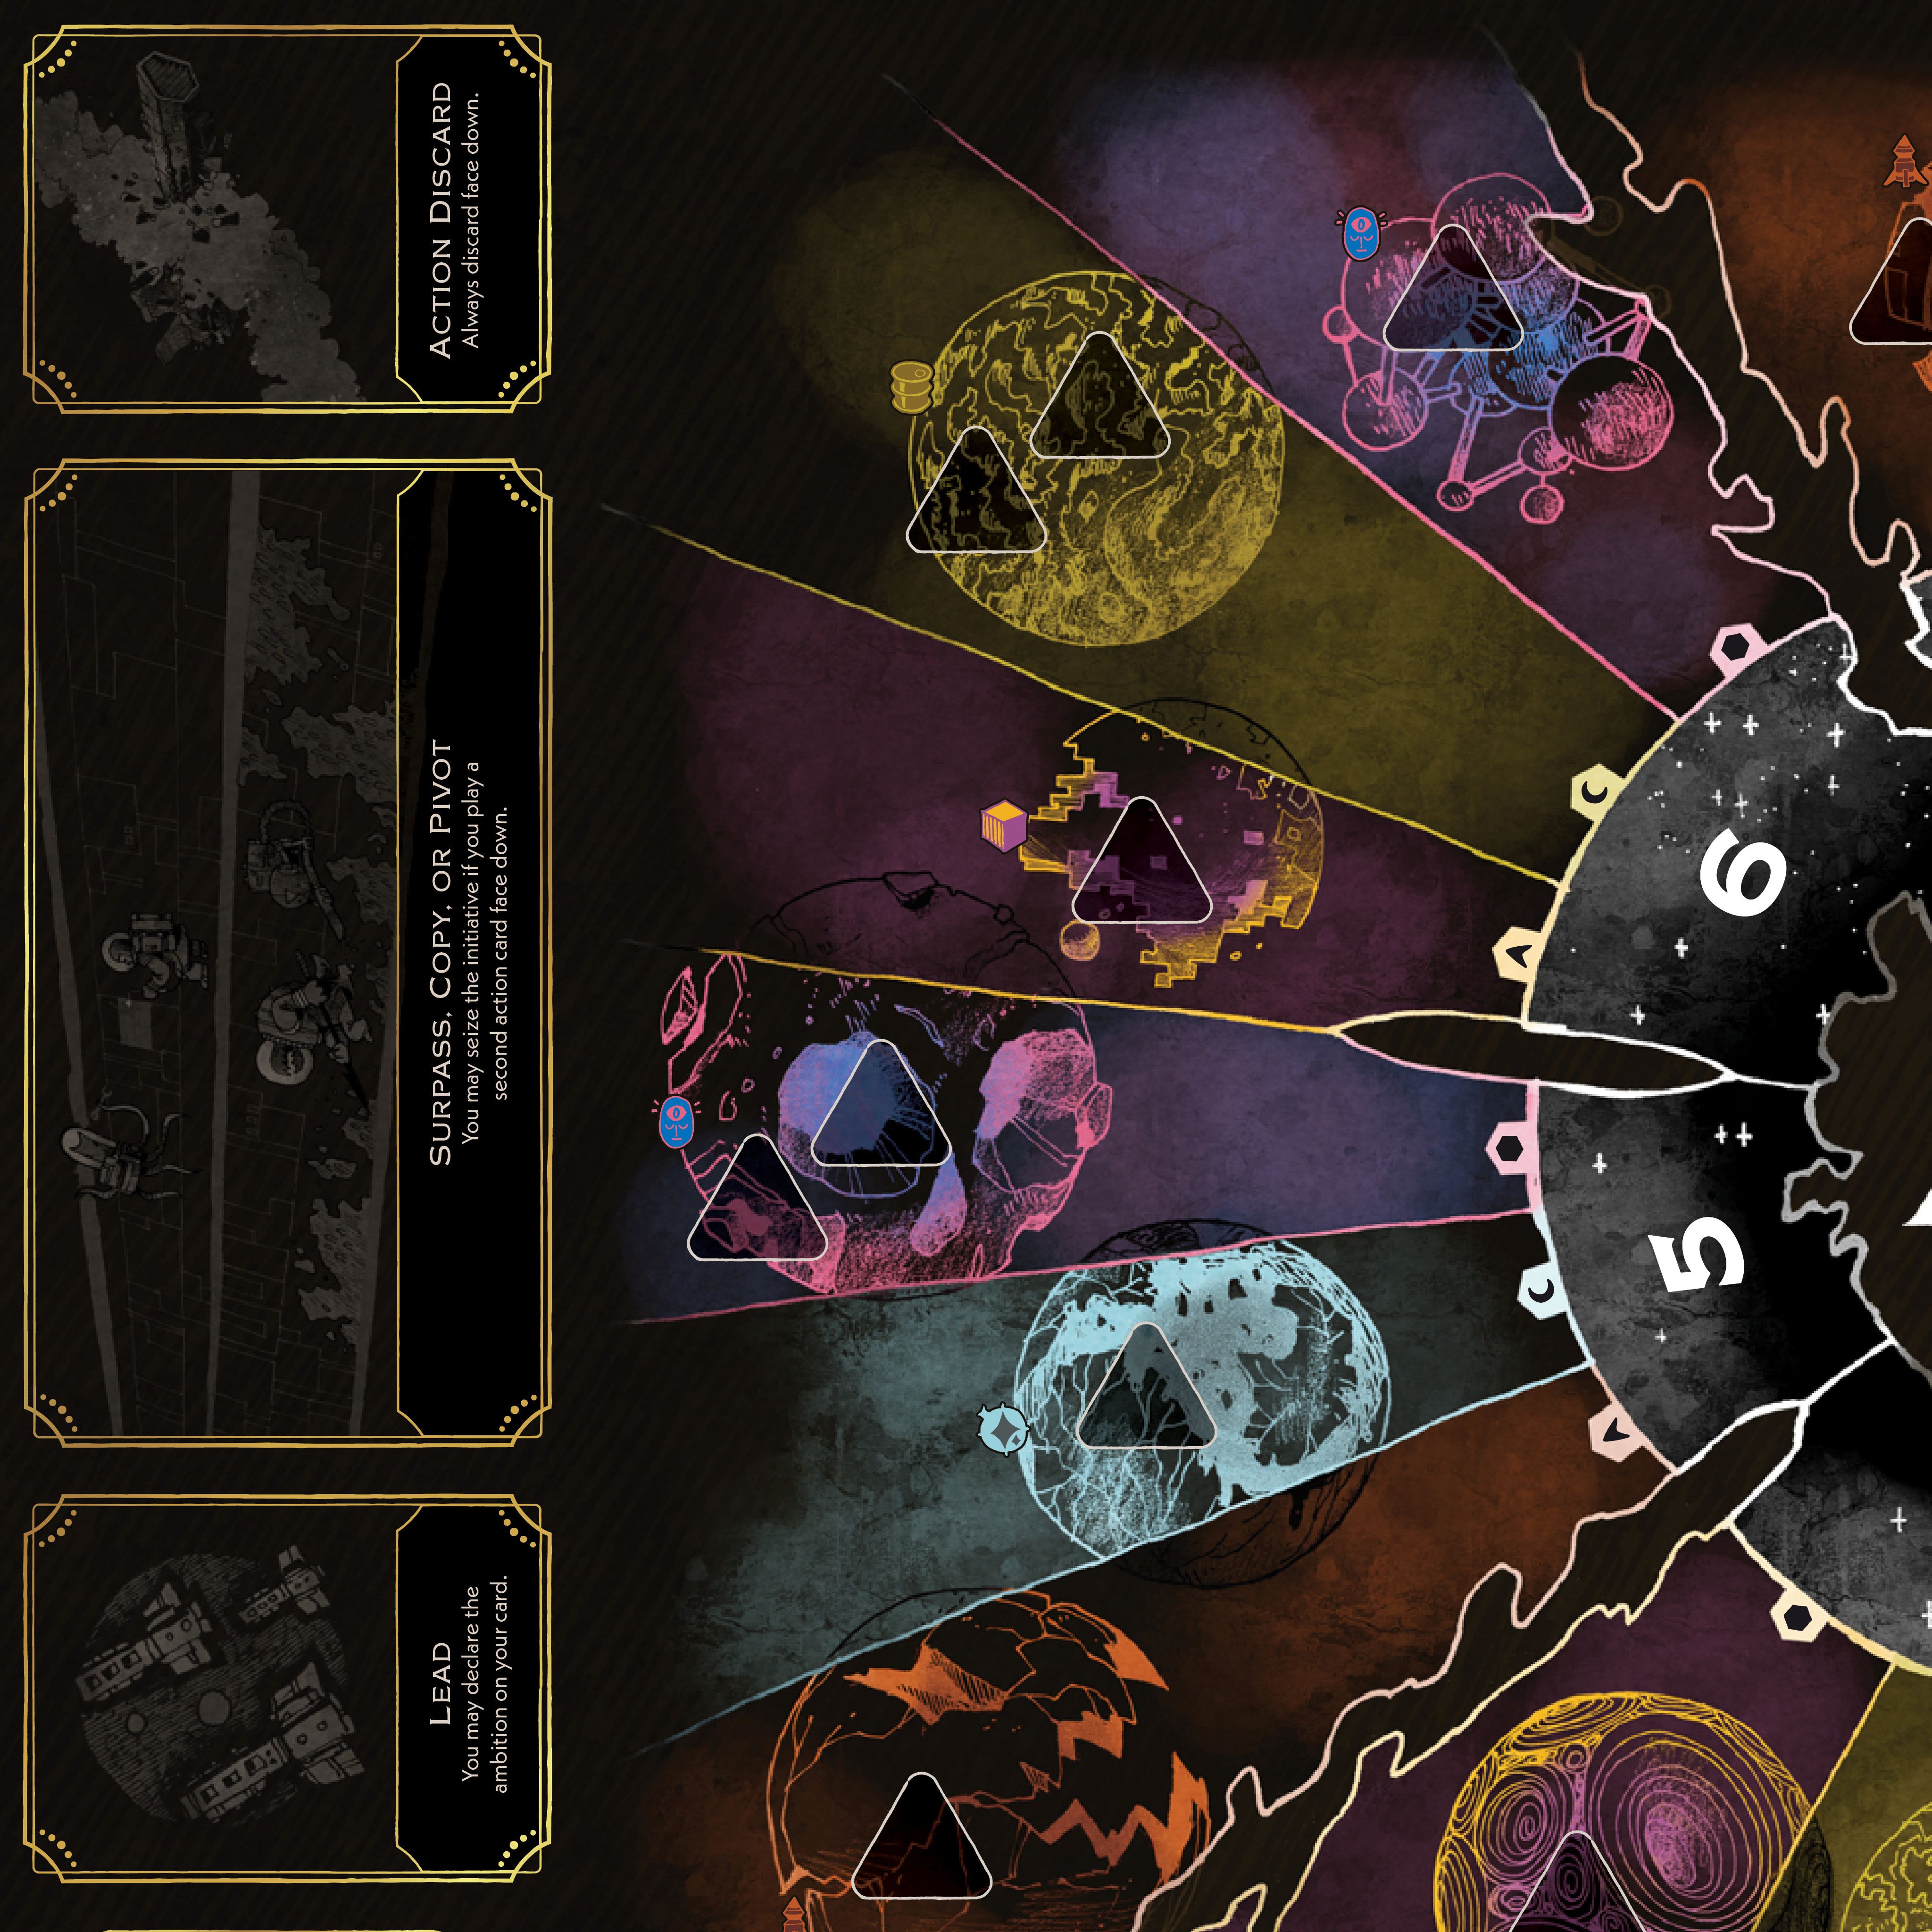 ACTION DISCARD
Always discard face down.
SURPASS, COPY, OR PIVOT
You may seize the initiative if you play a
second action card face down.
LEAD
You may declare the
ambition on your card.
6
5